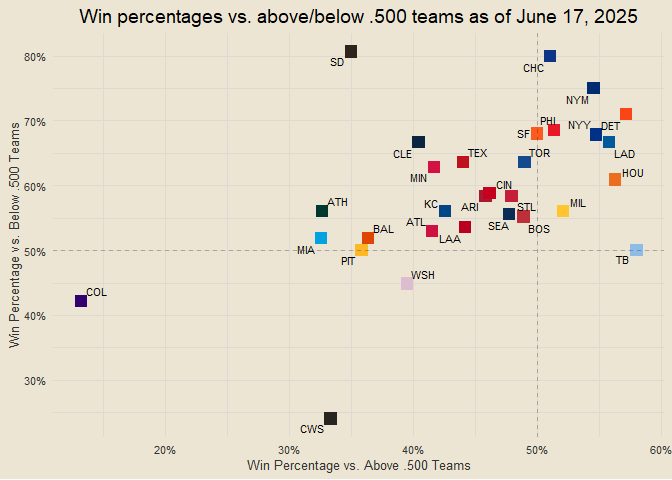 Win percentages vs. above/below .500 teams as of June 17, 2025
80%
SD
CHC
NYM
70%
PHI
SF
NYY
DET
CLE
TEX
TOR
LAD
MIN
HOU
60%
CIN
ATH
KC
ARI
STL
MIL
ATL
SEA
BOS
BAL
LAA
MIA
50%
PIT
TB
WSH
COL
40%
30%
CWS
20%
30%
40%
50%
60%
Win Percentage vs. Above .500 Teams
Win Percentage vs. Below .500 Teams